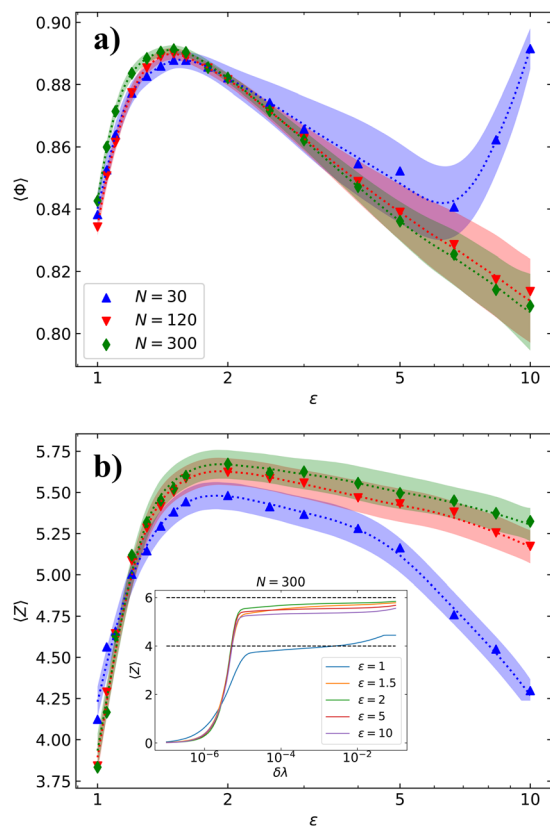 a)
0.90
0.88
0.86
0.84
0.82
0.80
⟨Φ⟩
N = 30
N = 120
N = 300
1 2 5 10
ε
b)
5.75
5.50
5.25
5.00
4.75
4.50
4.25
4.00
3.75
⟨Z⟩
N = 300
6
4
2
0
⟨Z⟩
ε = 1
ε = 1.5
ε = 2
ε = 5
ε = 10
10⁻⁶ 10⁻⁴ 10⁻²
δλ
1 2 5 10
ε